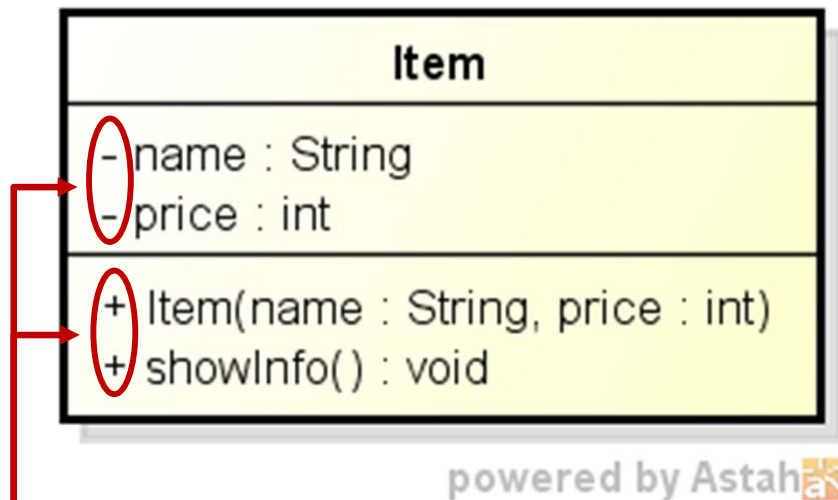 Item
- name : String
- price : int
+ Item(name : String, price : int)
+ showInfo() : void
powered by Astah